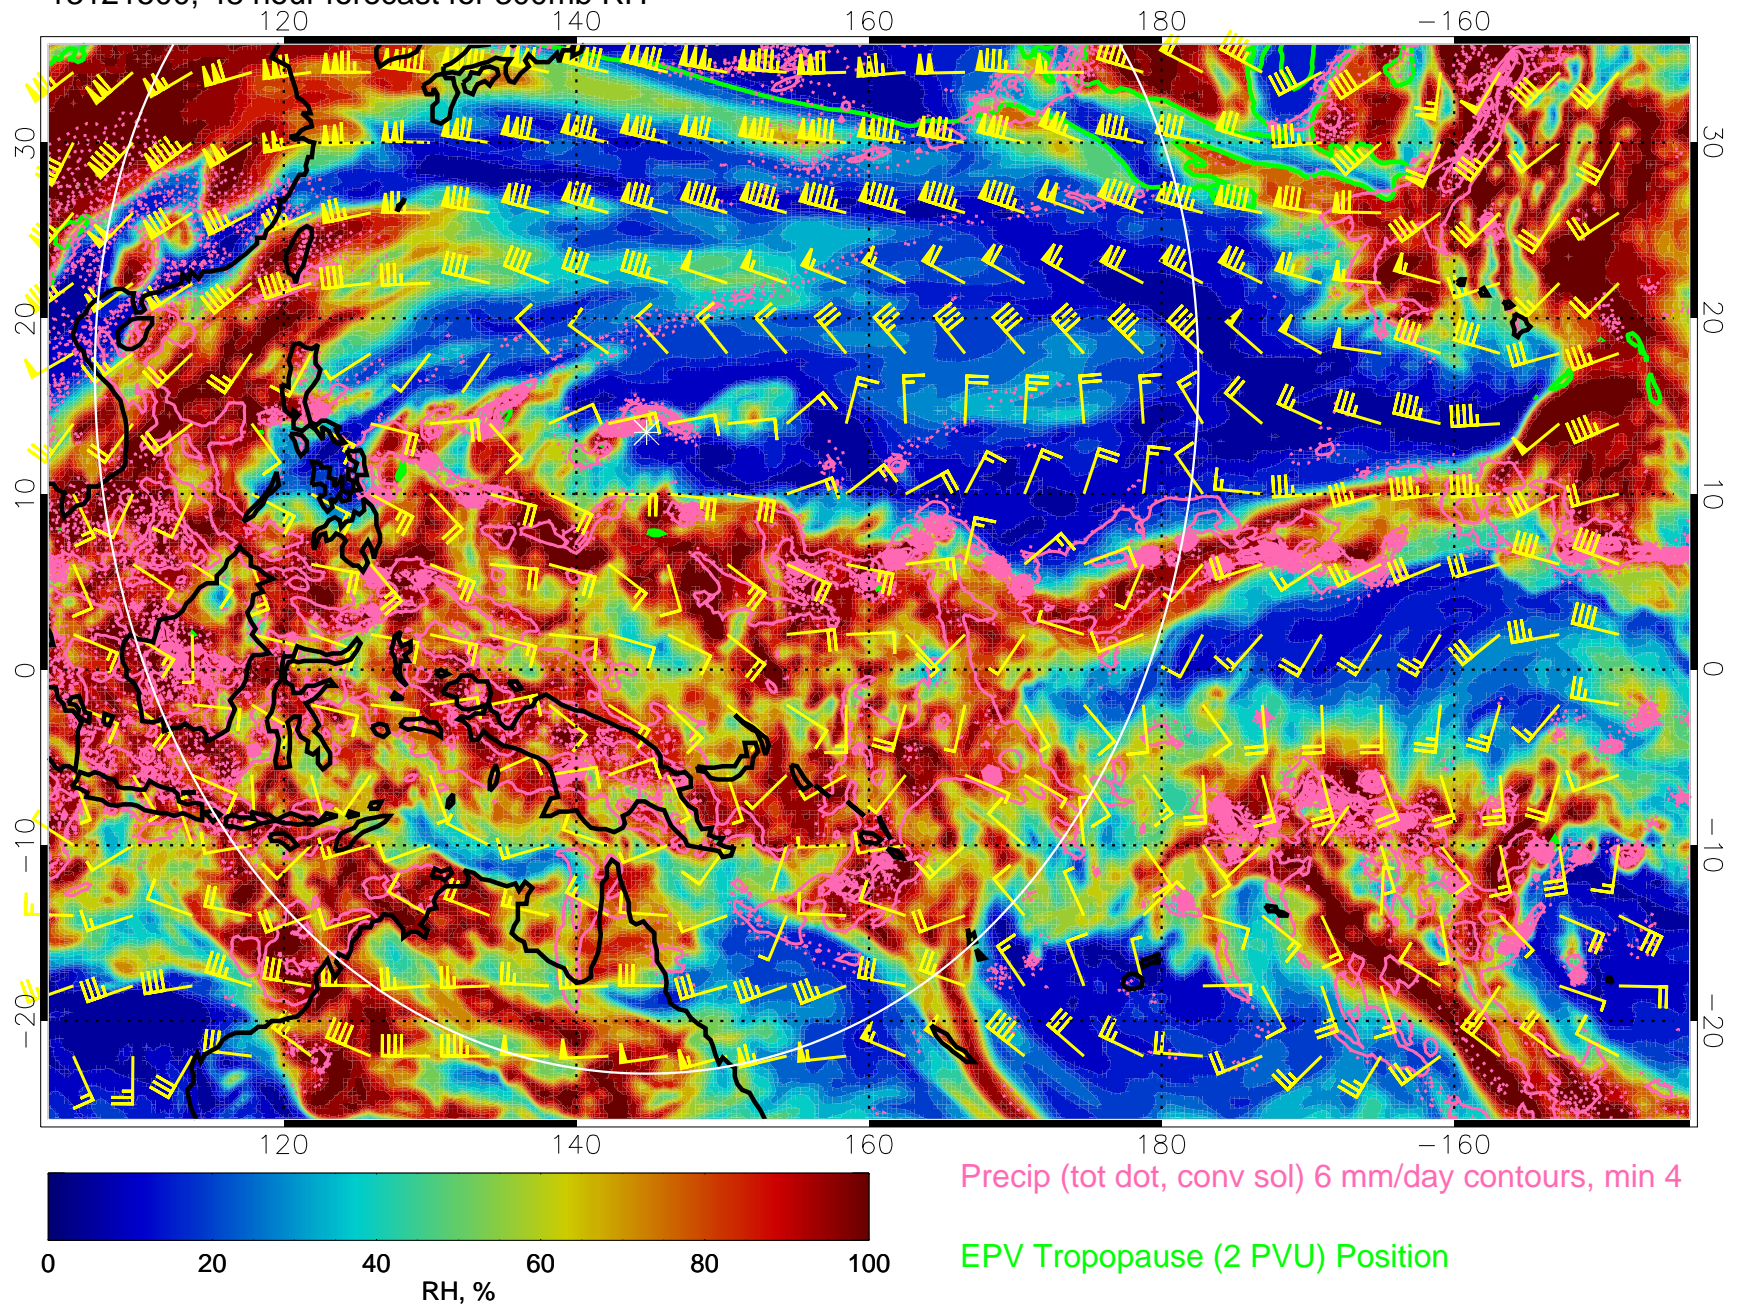 120 140 160 180 −160
30 30
20 20
10 10
0 0
−10 −10
−20 −20
120 140 160 180 −160
Precip (tot dot, conv sol) 6 mm/day contours, min 4
0 20 40 60 80 100
RH, %
EPV Tropopause (2 PVU) Position